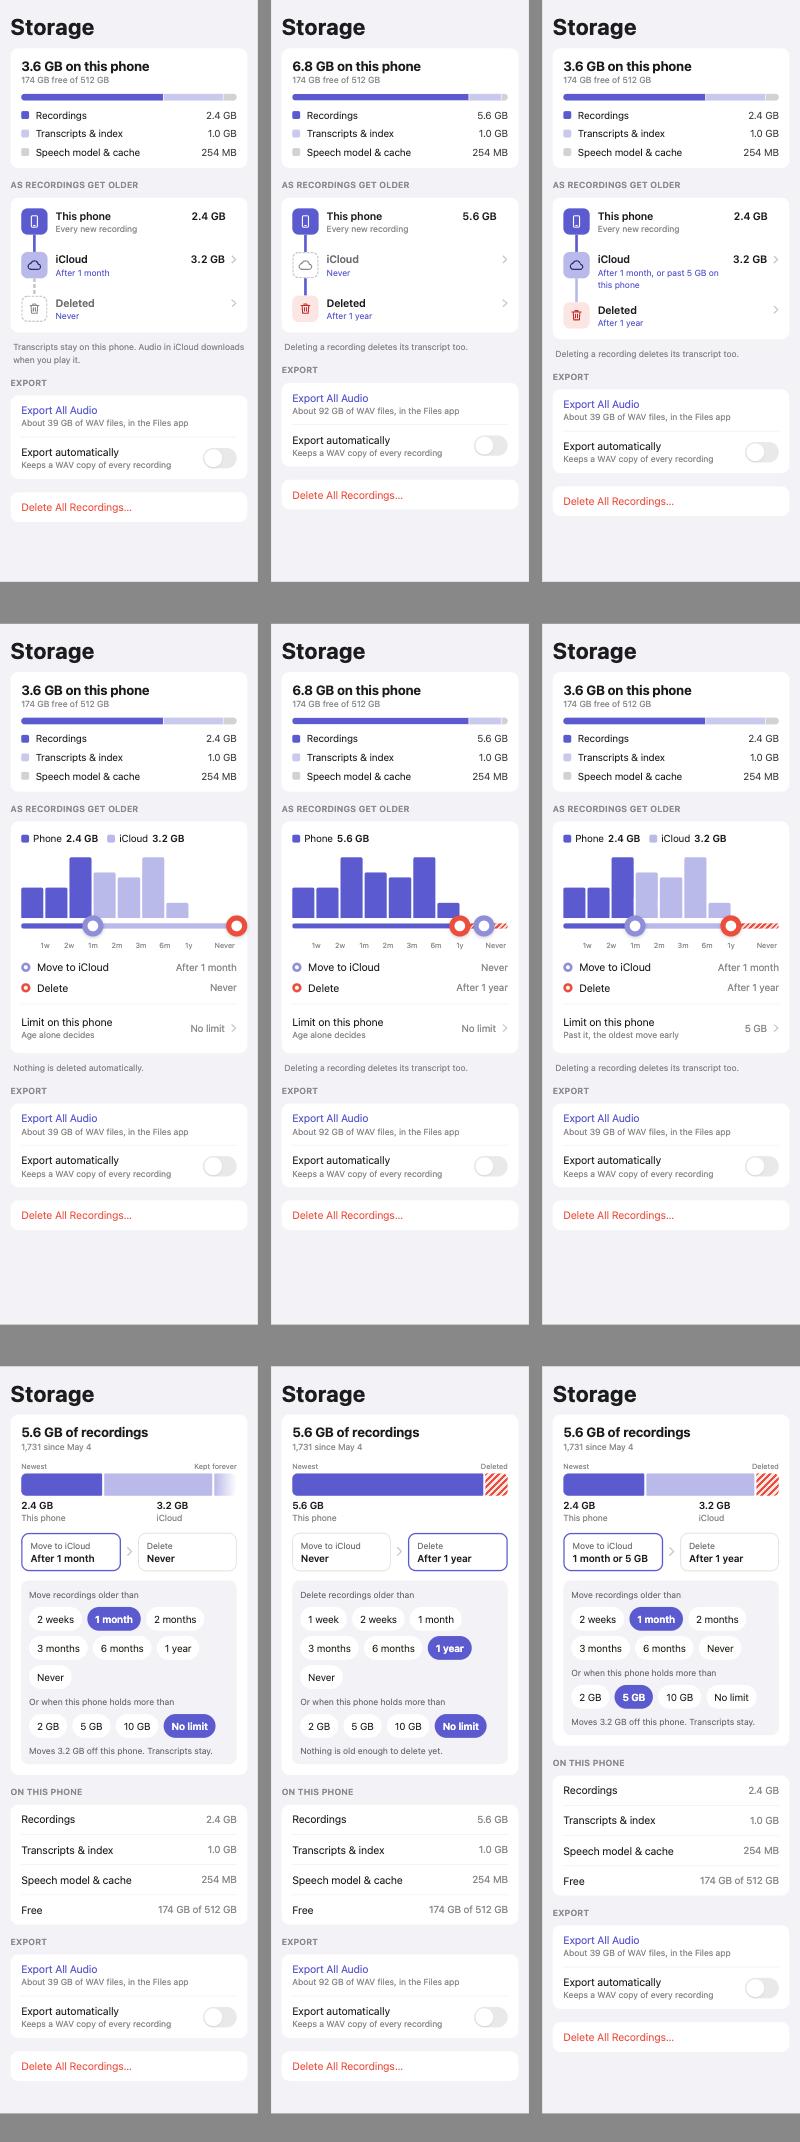 Storage
3.6 GB on this phone
174 GB free of 512 GB
Recordings 2.4 GB
Transcripts & index 1.0 GB
Speech model & cache 254 MB
AS RECORDINGS GET OLDER
This phone 2.4 GB
Every new recording
iCloud 3.2 GB
After 1 month
Deleted
Never
Transcripts stay on this phone. Audio in iCloud downloads
when you play it.
EXPORT
Export All Audio
About 39 GB of WAV files, in the Files app
Export automatically
Keeps a WAV copy of every recording
Delete All Recordings...
Storage
6.8 GB on this phone
174 GB free of 512 GB
Recordings 5.6 GB
Transcripts & index 1.0 GB
Speech model & cache 254 MB
AS RECORDINGS GET OLDER
This phone 5.6 GB
Every new recording
iCloud
Never
Deleted
After 1 year
Deleting a recording deletes its transcript too.
EXPORT
Export All Audio
About 92 GB of WAV files, in the Files app
Export automatically
Keeps a WAV copy of every recording
Delete All Recordings...
Storage
3.6 GB on this phone
174 GB free of 512 GB
Recordings 2.4 GB
Transcripts & index 1.0 GB
Speech model & cache 254 MB
AS RECORDINGS GET OLDER
This phone 2.4 GB
Every new recording
iCloud 3.2 GB
After 1 month, or past 5 GB on
this phone
Deleted
After 1 year
Deleting a recording deletes its transcript too.
EXPORT
Export All Audio
About 39 GB of WAV files, in the Files app
Export automatically
Keeps a WAV copy of every recording
Delete All Recordings...
Storage
3.6 GB on this phone
174 GB free of 512 GB
Recordings 2.4 GB
Transcripts & index 1.0 GB
Speech model & cache 254 MB
AS RECORDINGS GET OLDER
Phone 2.4 GB iCloud 3.2 GB
1w 2w 1m 2m 3m 6m 1y Never
Move to iCloud After 1 month
Delete Never
Limit on this phone No limit
Age alone decides
Nothing is deleted automatically.
EXPORT
Export All Audio
About 39 GB of WAV files, in the Files app
Export automatically
Keeps a WAV copy of every recording
Delete All Recordings...
Storage
6.8 GB on this phone
174 GB free of 512 GB
Recordings 5.6 GB
Transcripts & index 1.0 GB
Speech model & cache 254 MB
AS RECORDINGS GET OLDER
Phone 5.6 GB
1w 2w 1m 2m 3m 6m 1y Never
Move to iCloud Never
Delete After 1 year
Limit on this phone No limit
Age alone decides
Deleting a recording deletes its transcript too.
EXPORT
Export All Audio
About 92 GB of WAV files, in the Files app
Export automatically
Keeps a WAV copy of every recording
Delete All Recordings...
Storage
3.6 GB on this phone
174 GB free of 512 GB
Recordings 2.4 GB
Transcripts & index 1.0 GB
Speech model & cache 254 MB
AS RECORDINGS GET OLDER
Phone 2.4 GB iCloud 3.2 GB
1w 2w 1m 2m 3m 6m 1y Never
Move to iCloud After 1 month
Delete After 1 year
Limit on this phone 5 GB
Past it, the oldest move early
Deleting a recording deletes its transcript too.
EXPORT
Export All Audio
About 39 GB of WAV files, in the Files app
Export automatically
Keeps a WAV copy of every recording
Delete All Recordings...
Storage
5.6 GB of recordings
1,731 since May 4
Newest Kept forever
2.4 GB 3.2 GB
This phone iCloud
Move to iCloud Delete
After 1 month Never
Move recordings older than
2 weeks 1 month 2 months
3 months 6 months 1 year
Never
Or when this phone holds more than
2 GB 5 GB 10 GB No limit
Moves 3.2 GB off this phone. Transcripts stay.
ON THIS PHONE
Recordings 2.4 GB
Transcripts & index 1.0 GB
Speech model & cache 254 MB
Free 174 GB of 512 GB
EXPORT
Export All Audio
About 39 GB of WAV files, in the Files app
Export automatically
Keeps a WAV copy of every recording
Delete All Recordings...
Storage
5.6 GB of recordings
1,731 since May 4
Newest Deleted
5.6 GB
This phone
Move to iCloud Delete
Never After 1 year
Delete recordings older than
1 week 2 weeks 1 month
3 months 6 months 1 year
Never
Or when this phone holds more than
2 GB 5 GB 10 GB No limit
Nothing is old enough to delete yet.
ON THIS PHONE
Recordings 5.6 GB
Transcripts & index 1.0 GB
Speech model & cache 254 MB
Free 174 GB of 512 GB
EXPORT
Export All Audio
About 92 GB of WAV files, in the Files app
Export automatically
Keeps a WAV copy of every recording
Delete All Recordings...
Storage
5.6 GB of recordings
1,731 since May 4
Newest Deleted
2.4 GB 3.2 GB
This phone iCloud
Move to iCloud Delete
1 month or 5 GB After 1 year
Move recordings older than
2 weeks 1 month 2 months
3 months 6 months Never
Or when this phone holds more than
2 GB 5 GB 10 GB No limit
Moves 3.2 GB off this phone. Transcripts stay.
ON THIS PHONE
Recordings 2.4 GB
Transcripts & index 1.0 GB
Speech model & cache 254 MB
Free 174 GB of 512 GB
EXPORT
Export All Audio
About 39 GB of WAV files, in the Files app
Export automatically
Keeps a WAV copy of every recording
Delete All Recordings...